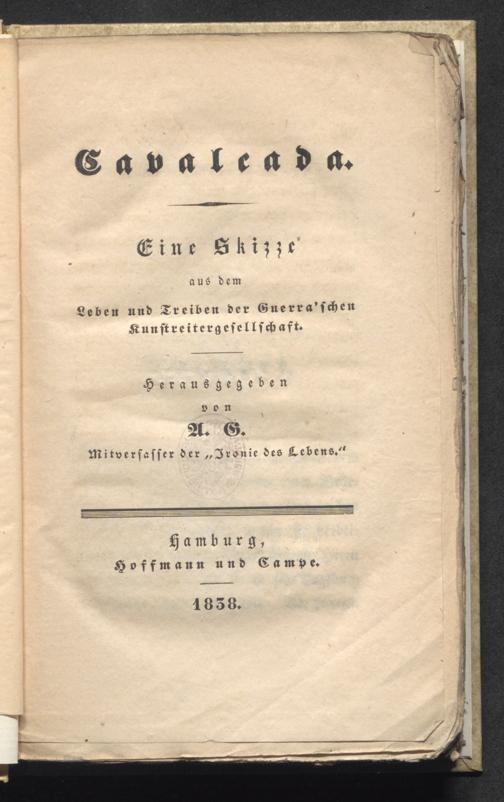 Cavalcada.
Eine Skizze
aus dem
Leben und Treiben der Guerra'schen
Kunstreitergesellschaft.
Herausgegeben
von
A. G.
Mitverfasser der „Ironie des Lebens.“
Hamburg,
Hoffmann und Campe.
1838.